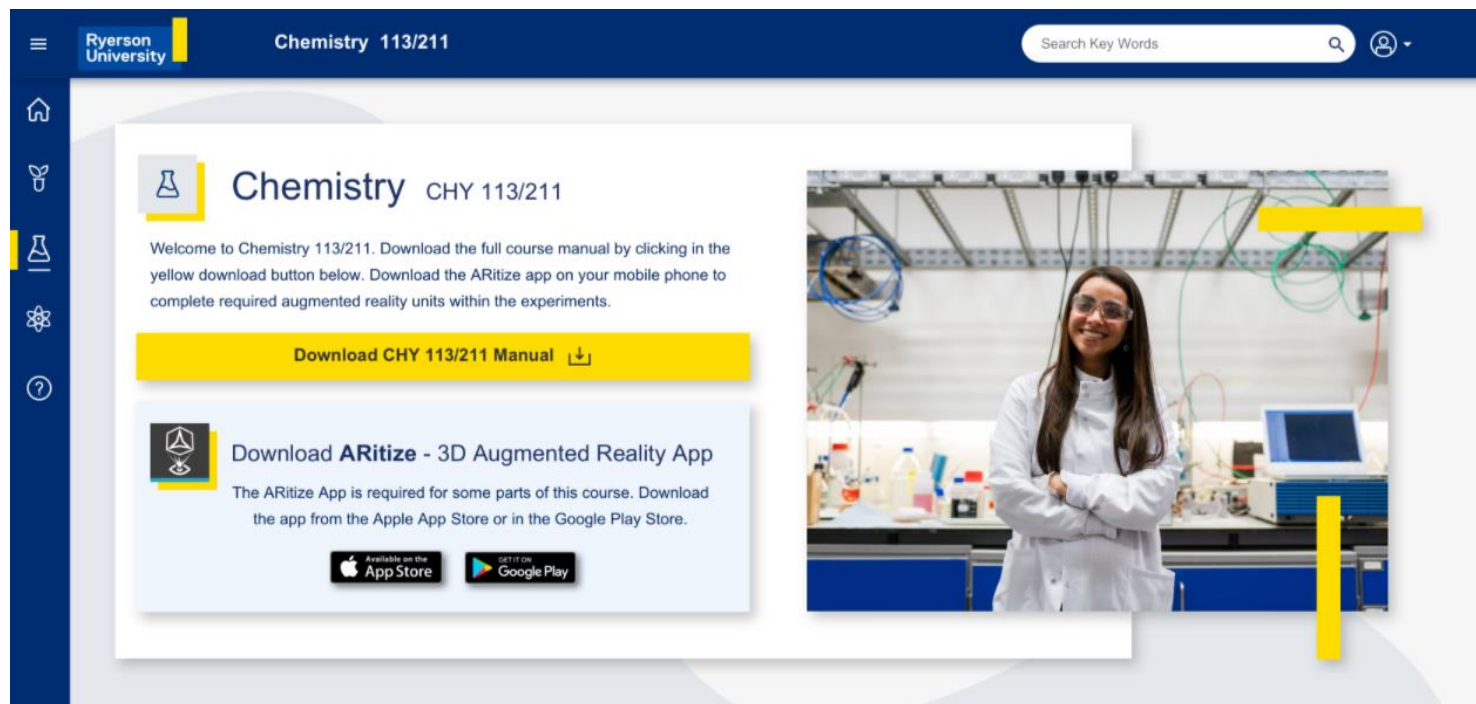 Ryerson
University
Chemistry 113/211
Search Key Words
Chemistry CHY 113/211
Welcome to Chemistry 113/211. Download the full course manual by clicking in the
yellow download button below. Download the ARitize app on your mobile phone to
complete required augmented reality units within the experiments.
Download CHY 113/211 Manual
Download ARitize - 3D Augmented Reality App
The ARitize App is required for some parts of this course. Download
the app from the Apple App Store or in the Google Play Store.
Available on the
App Store
GET IT ON
Google Play